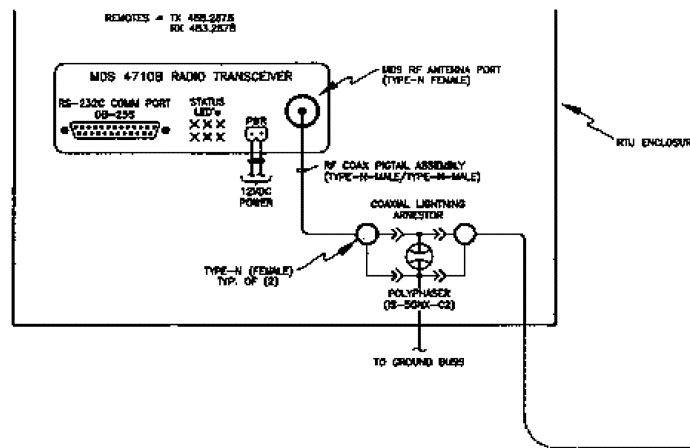 REMOTES = TX 468.2875
RX 463.2875
MDS 4710B RADIO TRANSCEIVER
MDS RF ANTENNA PORT
(TYPE-N FEMALE)
RS-232C COMM PORT
DB-25S
STATUS
LED's
PWR
RTU ENCLOSUR
RF COAX PIGTAIL ASSEMBLY
(TYPE-N-MALE/TYPE-N-MALE)
12VDC
POWER
COAXIAL LIGHTNING
ARRESTOR
TYPE-N (FEMALE)
TYP. OF (2)
POLYPHASER
(IS-50NX-C2)
TO GROUND BUSS